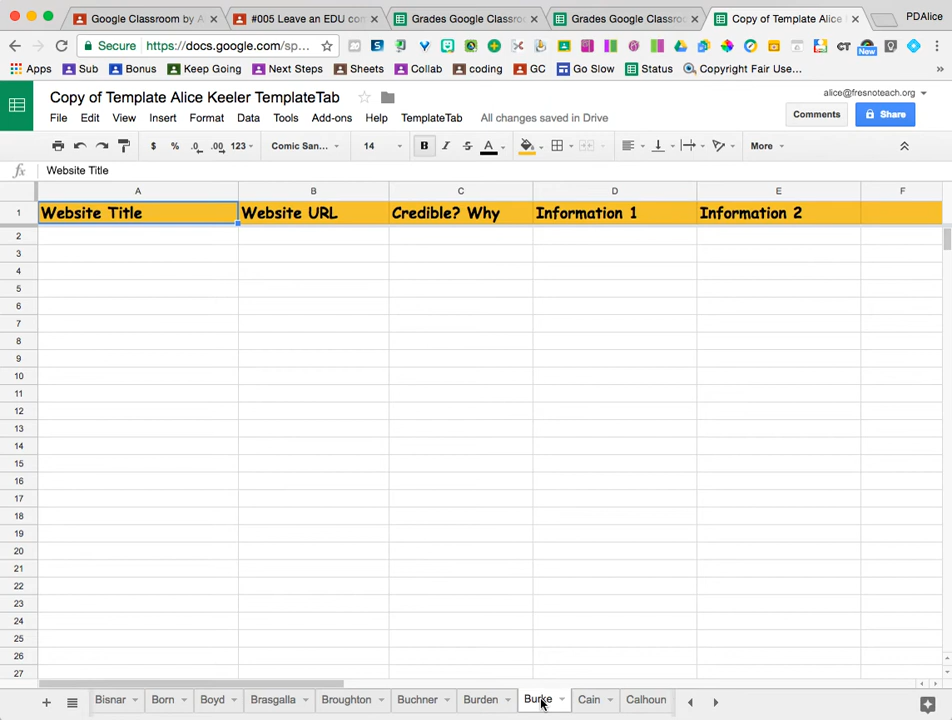 Google Classroom by A
#005 Leave an EDU con
Grades Google Classroo
Grades Google Classroo
Copy of Template Alice
PDAlice
Secure
https://docs.google.com/sp...
CT
New
Apps
Sub
Bonus
Keep Going
Next Steps
Sheets
Collab
coding
GC
Go Slow
Status
Copyright Fair Use...
»
Copy of Template Alice Keeler TemplateTab
alice@fresnoteach.org
File
Edit
View
Insert
Format
Data
Tools
Add-ons
Help
TemplateTab
All changes saved in Drive
Comments
Share
$
%
.0
.00
123
Comic San...
14
B
I
S
A
More
fx
Website Title
A
B
C
D
E
F
1
Website Title
Website URL
Credible? Why
Information 1
Information 2
2
3
4
5
6
7
8
9
10
11
12
13
14
15
16
17
18
19
20
21
22
23
24
25
26
27
Bisnar
Born
Boyd
Brasgalla
Broughton
Buchner
Burden
Burke
Cain
Calhoun